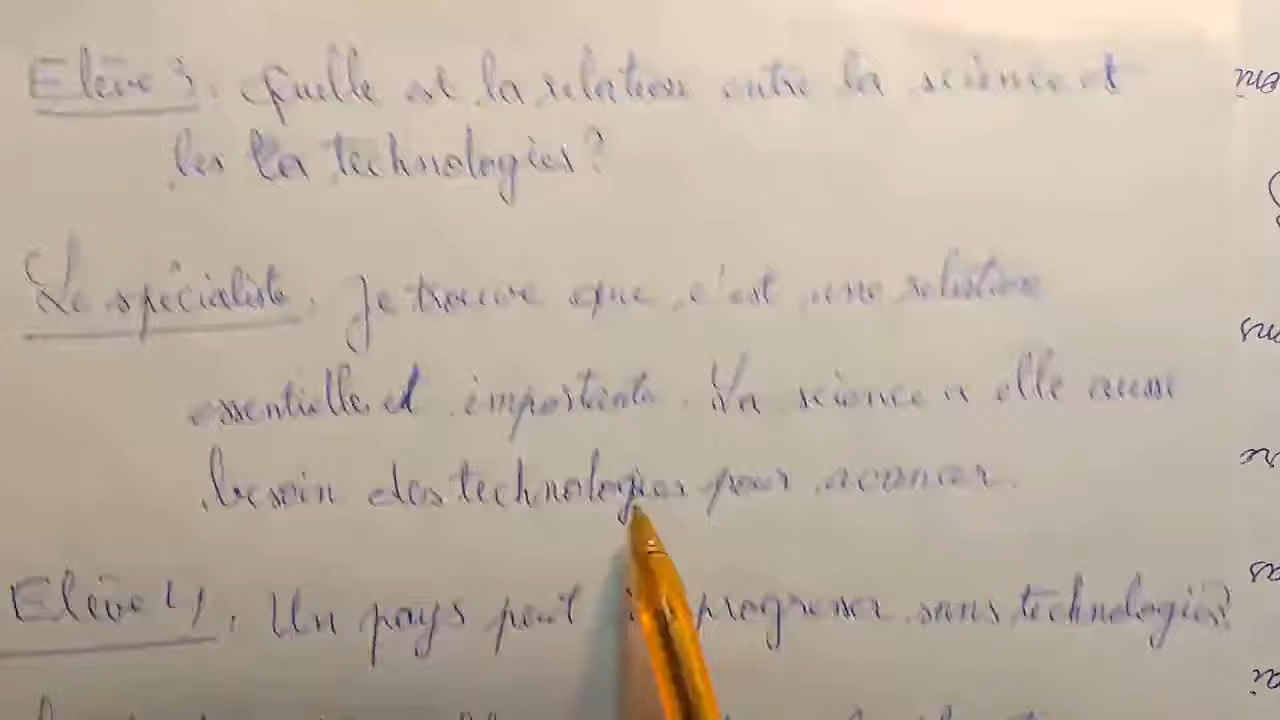 Elève 3 : Quelle est la relation entre la science et
les la technologies ?
Le spécialiste : Je trouve que c'est une relation
essentielle et importante. La science a elle aussi
besoin des technologies pour avancer.
Elève 4 : Un pays peut progresser sans technologies ?